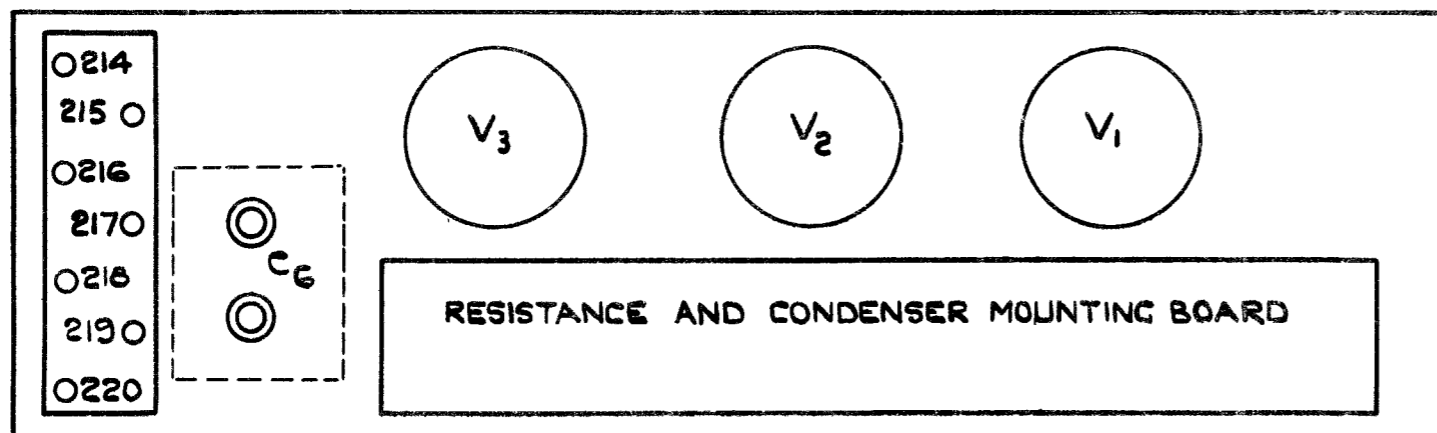 214
215
216
217
218
219
220
C6
V3
V2
V1
RESISTANCE AND CONDENSER MOUNTING BOARD